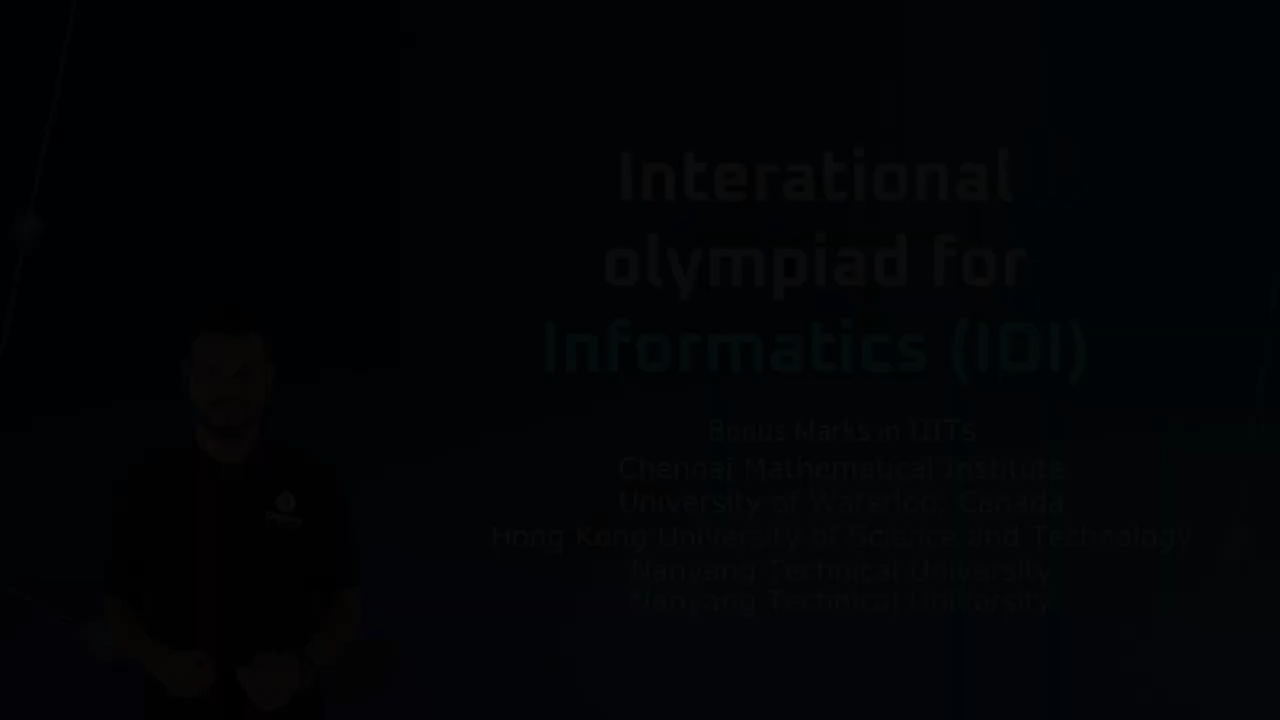 Interational
olympiad for
Informatics (IOI)
Bonus Marks in IIITs
Chennai Mathematical Institute
University of Waterloo: Canada
Hong Kong University of Science and Technology
Nanyang Technical University
Nanyang Technical University